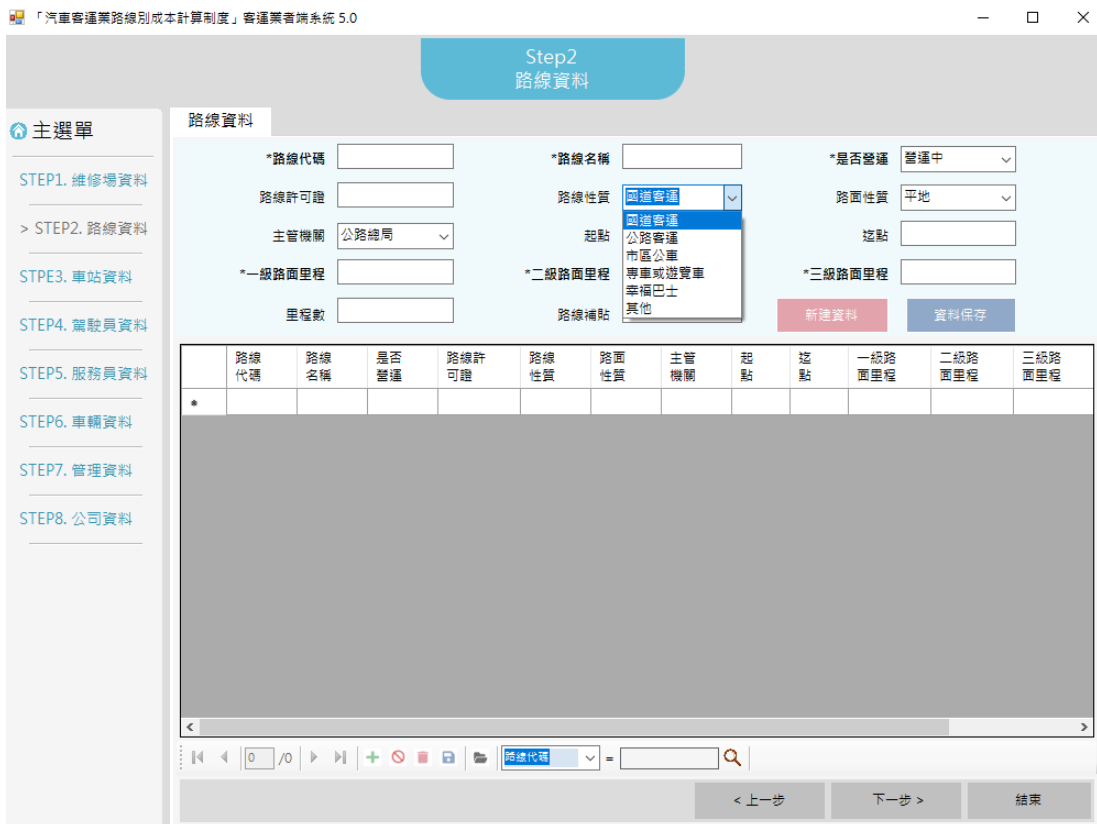 「汽車客運業路線別成本計算制度」客運業者端系統 5.0
Step2
路線資料
主選單
STEP1. 維修場資料
> STEP2. 路線資料
STPE3. 車站資料
STEP4. 駕駛員資料
STEP5. 服務員資料
STEP6. 車輛資料
STEP7. 管理資料
STEP8. 公司資料
路線資料
*路線代碼 *路線名稱 *是否營運 營運中
路線許可證 路線性質 國道客運 路面性質 平地
國道客運
主管機關 公路總局 起點 公路客運 迄點
市區公車
*一級路面里程 *二級路面里程 專車或遊覽車 *三級路面里程
幸福巴士
里程數 路線補貼 其他 新建資料 資料保存
路線代碼 路線名稱 是否營運 路線許可證 路線性質 路面性質 主管機關 起點 迄點 一級路面里程 二級路面里程 三級路面里程
0 /0 路線代碼 =
< 上一步 下一步 > 結束